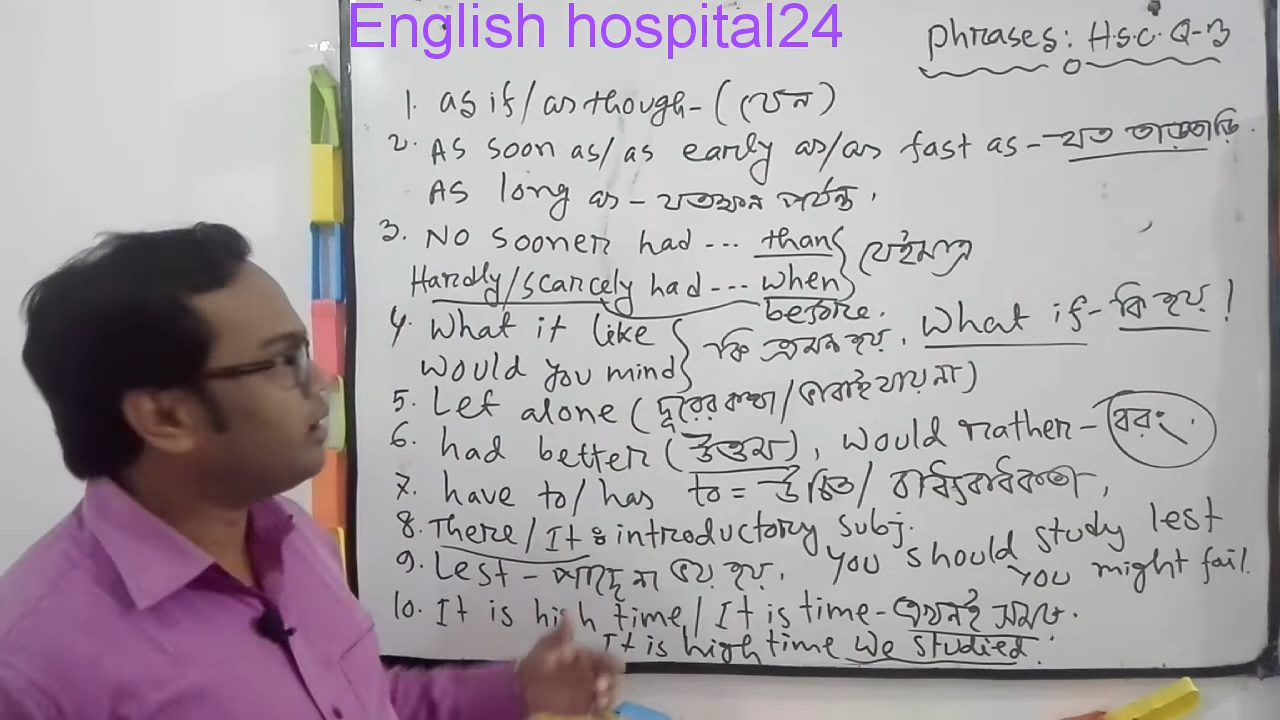 English hospital24
Phrases: H.S.C. Q-3
1. as if/as though-(যেন)
2. As soon as/as early as/as fast as - যত তাড়াতাড়ি.
As long as - যতক্ষন পর্যন্ত.
3. No sooner had --- than } যেইমাত্র
Hardly/scarcely had --- when
before.
4. What it like } কি এমন হয়. What if - কি হয়!
Would you mind
5. Let alone (দূরের কথা/ভাবাই যায় না)
6. had better (উত্তম), would rather - বরং.
7. have to/has to = উচিত/ বাধ্যবাধকতা,
8. There/It & introductory subj.
9. Lest - পাছে না ভয় হয়. You should study lest
you might fail.
10. It is high time/It is time - এখনই সময়.
It is high time we studied.